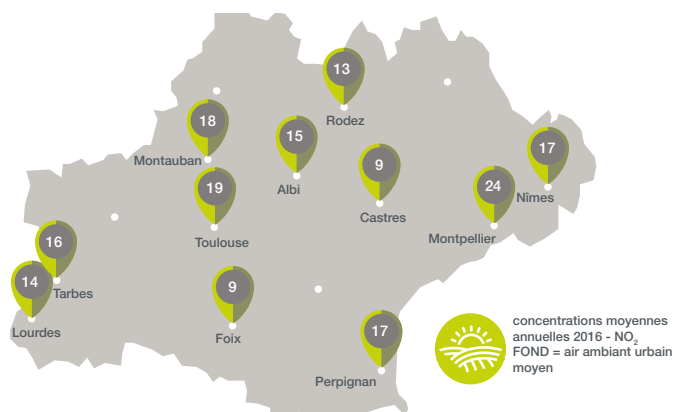 13
Rodez
18
Montauban
15
Albi
9
Castres
17
Nîmes
24
Montpellier
19
Toulouse
16
Tarbes
14
Lourdes
9
Foix
17
Perpignan
concentrations moyennes
annuelles 2016 - NO₂
FOND = air ambiant urbain
moyen